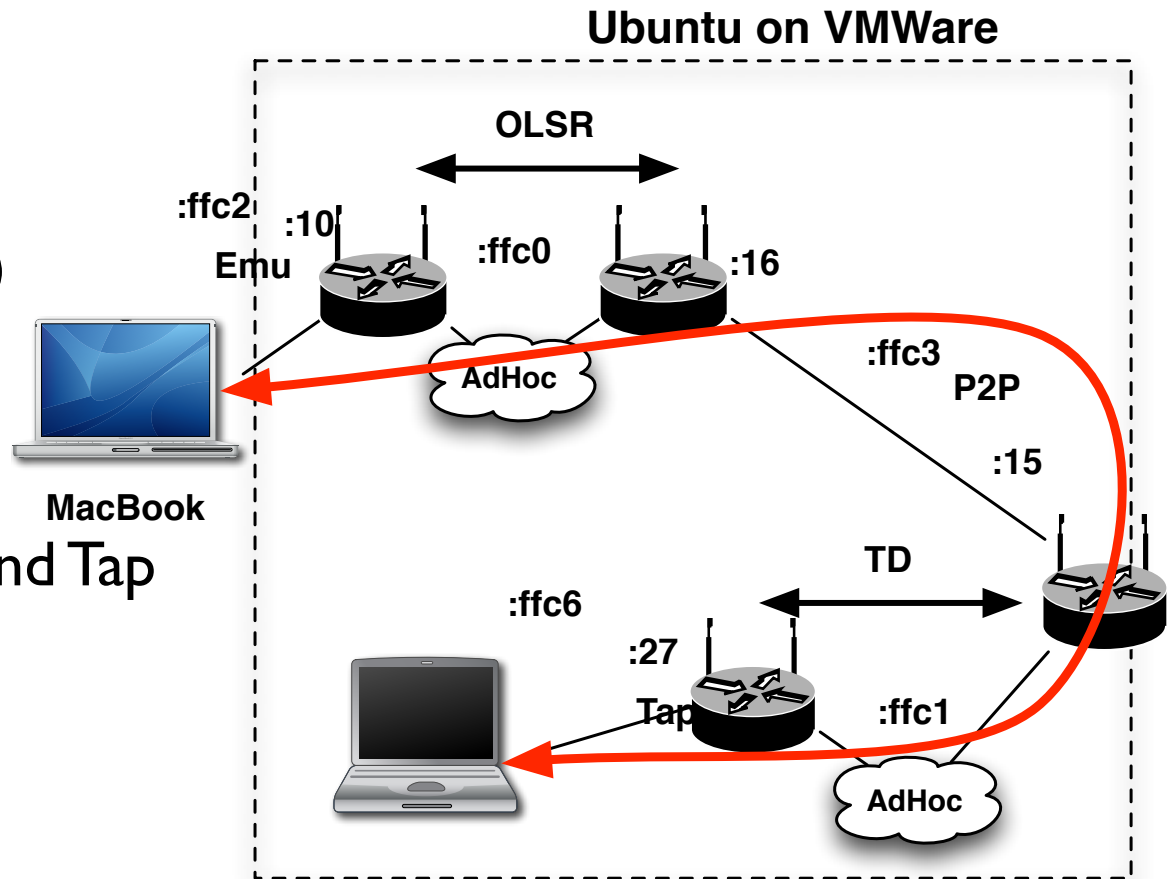 Ubuntu on VMWare
OLSR
:ffc2
:10
:ffc0
Emu
:16
)
:ffc3
AdHoc
P2P
:15
MacBook
nd Tap
TD
:ffc6
:27
Tap
:ffc1
AdHoc